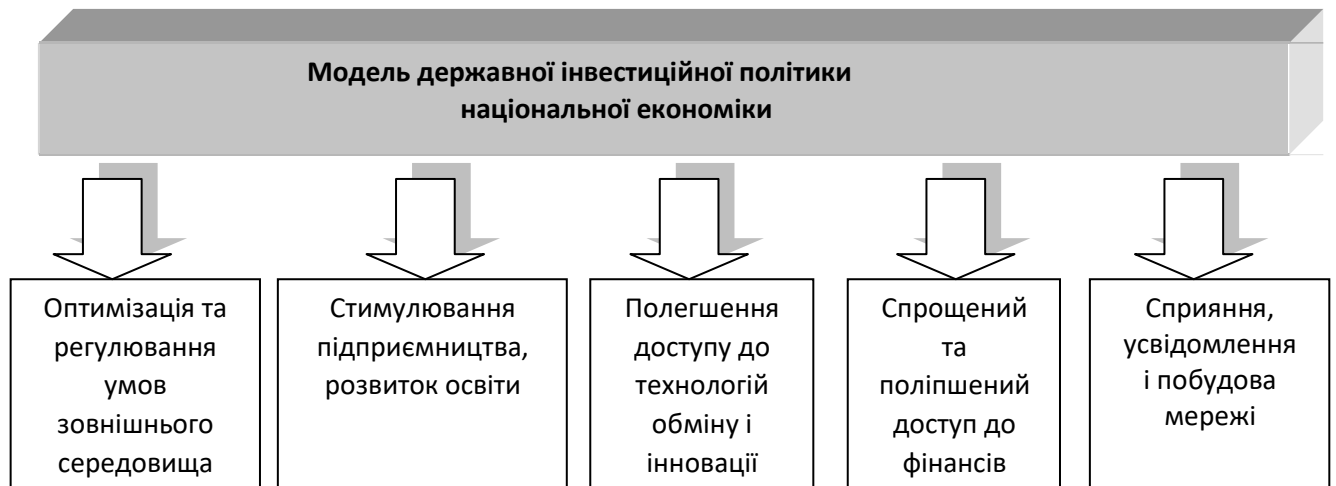 Модель державної інвестиційної політики
національної економіки
Оптимізація та
регулювання
умов
зовнішнього
середовища
Стимулювання
підприємництва,
розвиток освіти
Полегшення
доступу до
технологій
обміну і
інновації
Спрощений
та
поліпшений
доступ до
фінансів
Сприяння,
усвідомлення
і побудова
мережі